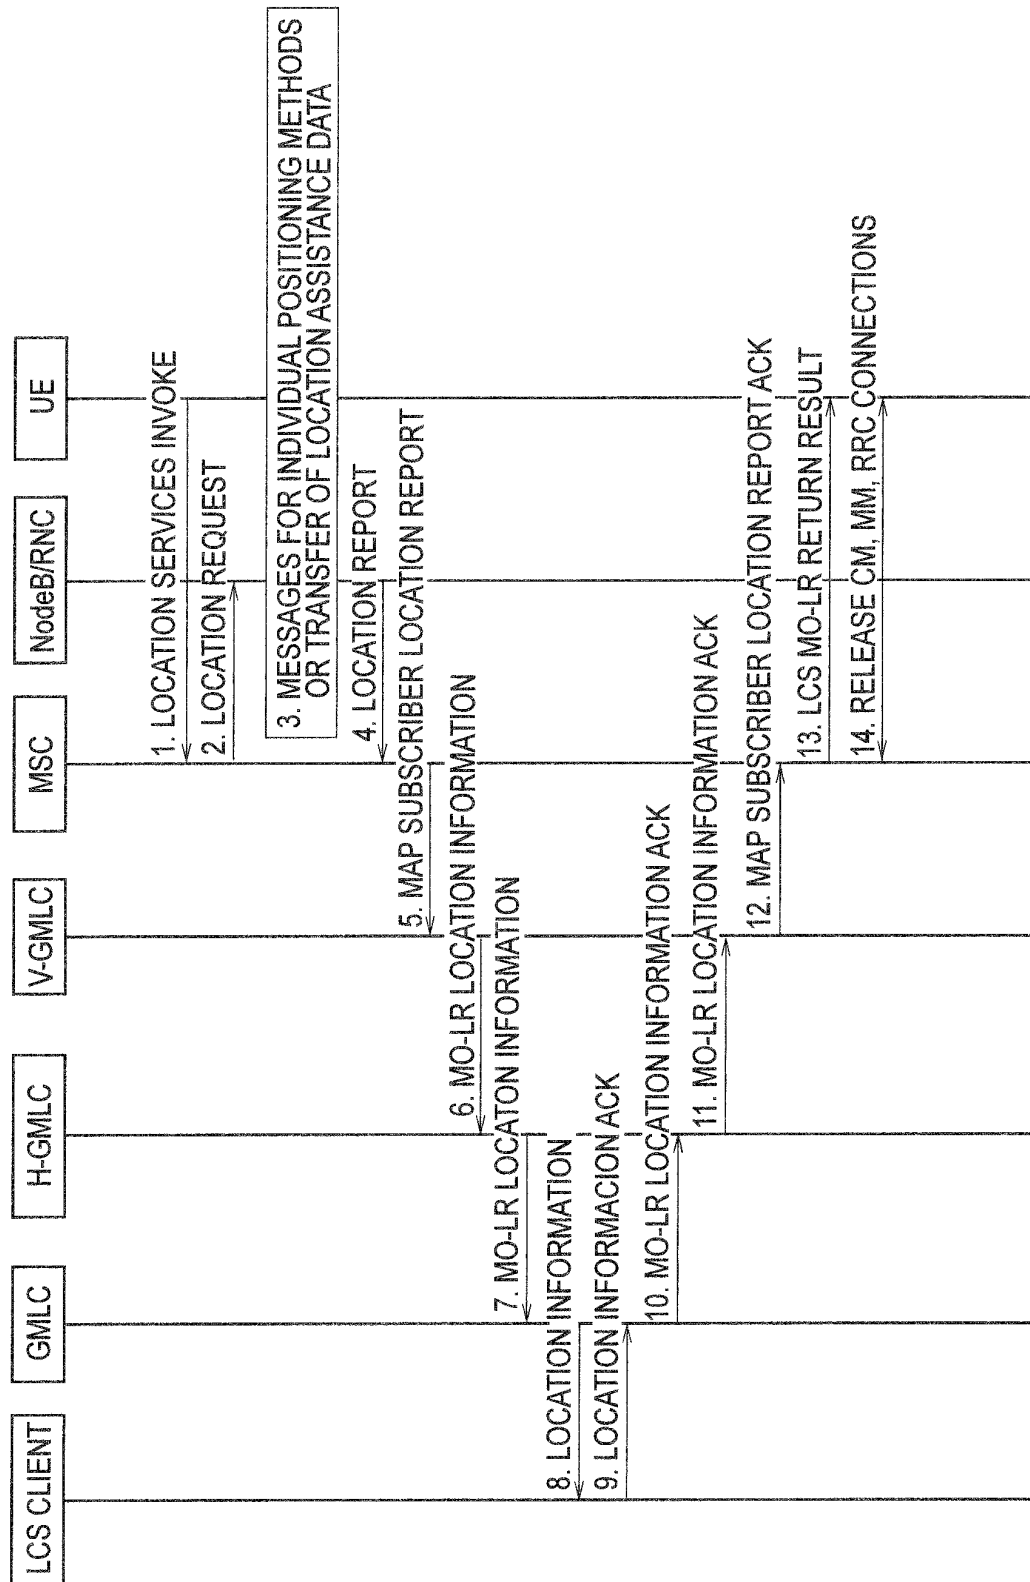 LCS CLIENT
GMLC
H-GMLC
V-GMLC
MSC
NodeB/RNC
UE
1. LOCATION SERVICES INVOKE
2. LOCATION REQUEST
3. MESSAGES FOR INDIVIDUAL POSITIONING METHODS
OR TRANSFER OF LOCATION ASSISTANCE DATA
4. LOCATION REPORT
5. MAP SUBSCRIBER LOCATION REPORT
6. MO-LR LOCATION INFORMATION
7. MO-LR LOCATON INFORMATION
8. LOCATION INFORMATION
9. LOCATION INFORMACION ACK
10. MO-LR LOCATION INFORMATION ACK
11. MO-LR LOCATION INFORMATION ACK
12. MAP SUBSCRIBER LOCATION REPORT ACK
13. LCS MO-LR RETURN RESULT
14. RELEASE CM, MM, RRC CONNECTIONS